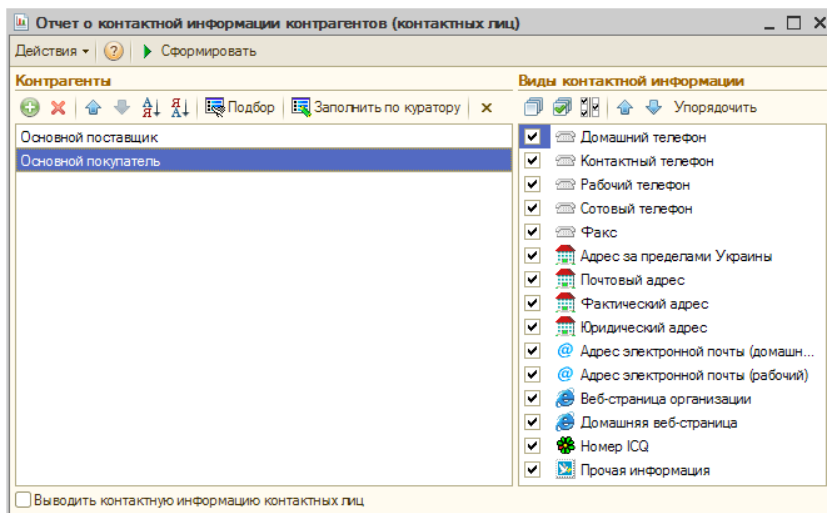 Отчет о контактной информации контрагентов (контактных лиц)
Действия ? Сформировать
Контрагенты
Подбор Заполнить по куратору
Основной поставщик
Основной покупатель
Виды контактной информации
Упорядочить
Домашний телефон
Контактный телефон
Рабочий телефон
Сотовый телефон
Факс
Адрес за пределами Украины
Почтовый адрес
Фактический адрес
Юридический адрес
Адрес электронной почты (домашн...
Адрес электронной почты (рабочий)
Веб-страница организации
Домашняя веб-страница
Номер ICQ
Прочая информация
Выводить контактную информацию контактных лиц